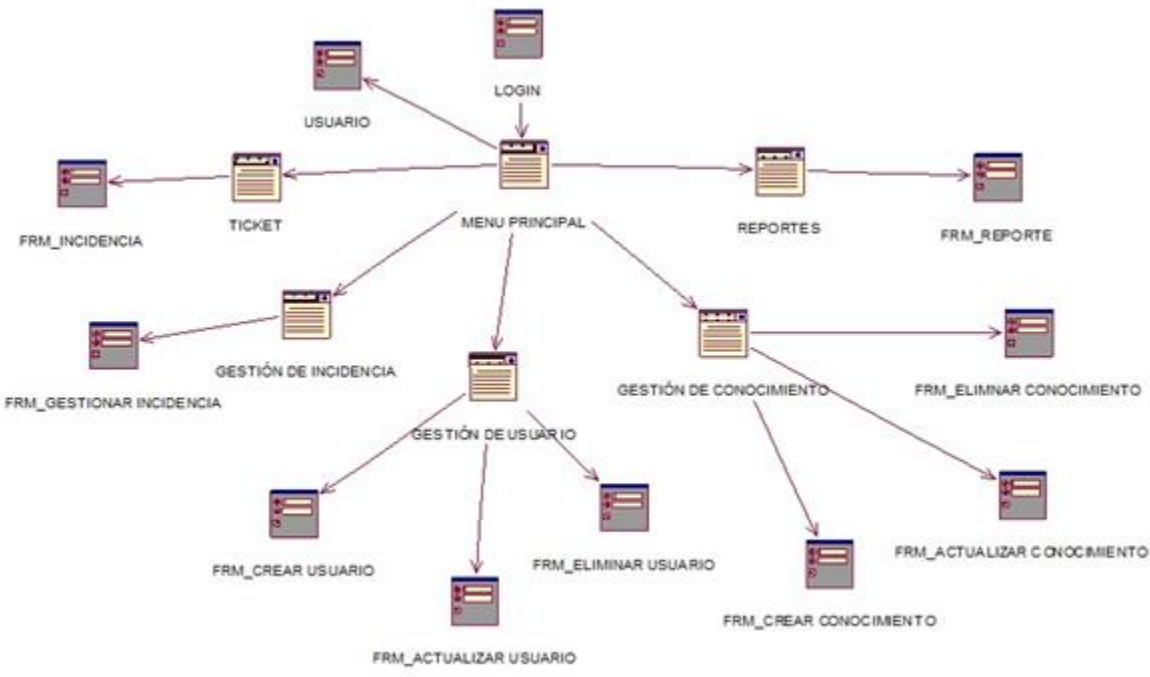 LOGIN
USUARIO
FRM_INCIDENCIA
TICKET
MENU PRINCIPAL
REPORTES
FRM_REPORTE
GESTIÓN DE INCIDENCIA
FRM_GESTIONAR INCIDENCIA
GESTIÓN DE USUARIO
GESTIÓN DE CONOCIMIENTO
FRM_ELIMNAR CONOCIMIENTO
FRM_CREAR USUARIO
FRM_ELIMINAR USUARIO
FRM_ACTUALIZAR CONOCIMIENTO
FRM_CREAR CONOCIMIENTO
FRM_ACTUALIZAR USUARIO